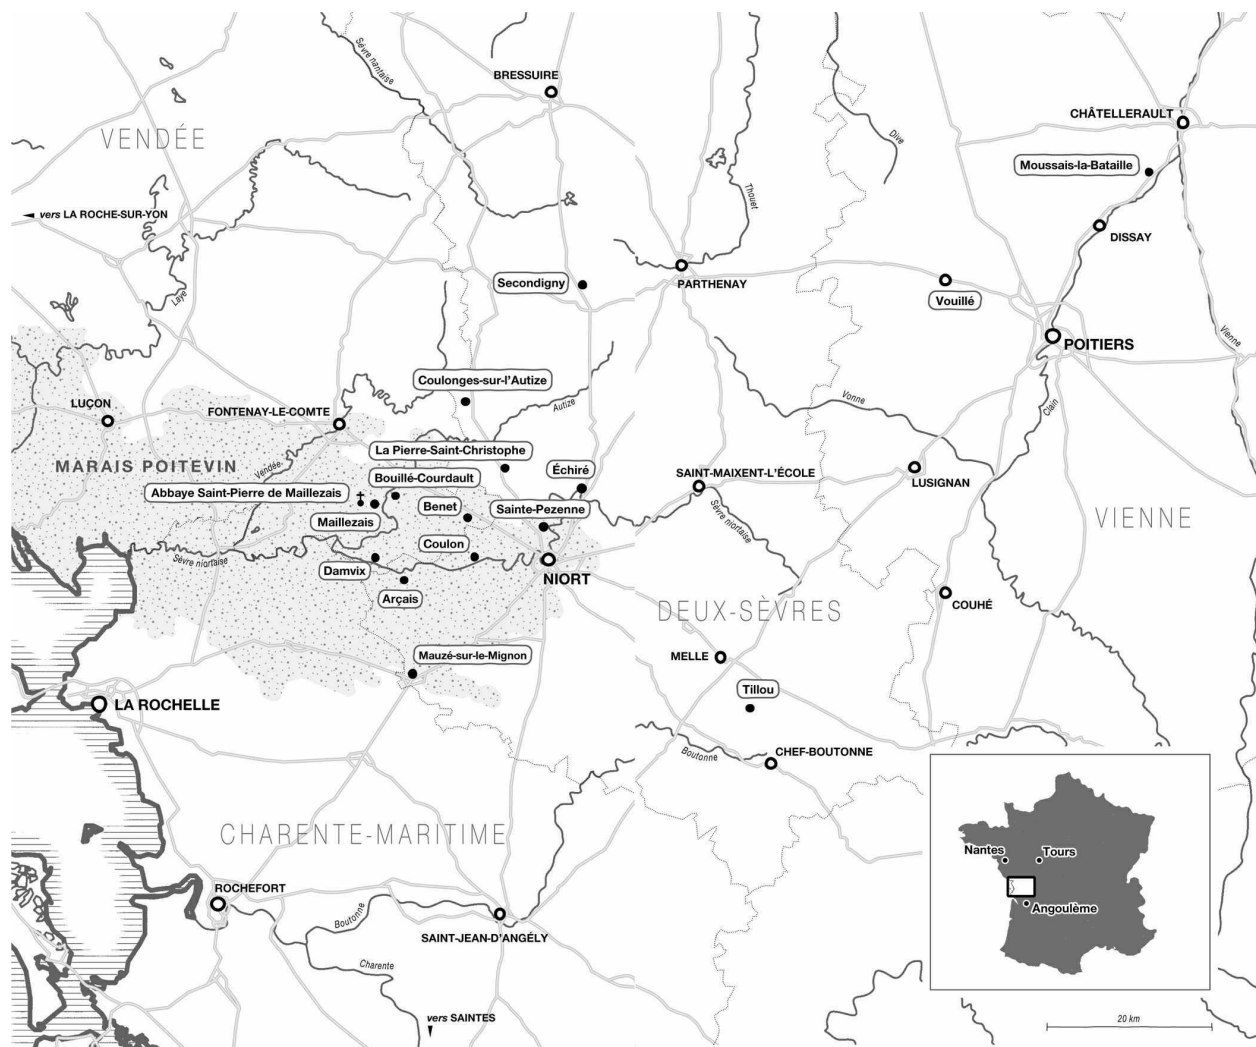 Sèvre nantaise
BRESSUIRE
CHÂTELLERAULT
VENDÉE
Dive
Moussais-la-Bataille
Thouet
vers LA ROCHE-SUR-YON
DISSAY
Secondigny
PARTHENAY
Vouillé
Laye
Vienne
POITIERS
Coulonges-sur-l'Autize
LUÇON
FONTENAY-LE-COMTE
Autize
Vonne
Clain
La Pierre-Saint-Christophe
MARAIS POITEVIN
Vendée
Échiré
SAINT-MAIXENT-L'ÉCOLE
Bouillé-Courdault
LUSIGNAN
Abbaye Saint-Pierre de Maillezais
Maillezais
Benet
Sainte-Pezenne
Sèvre niortaise
VIENNE
Coulon
Sèvre niortaise
Damvix
NIORT
Arçais
DEUX-SÈVRES
COUHÉ
Mauzé-sur-le-Mignon
MELLE
Tillou
LA ROCHELLE
Boutonne
CHEF-BOUTONNE
CHARENTE-MARITIME
Nantes
Tours
ROCHEFORT
Angoulême
Boutonne
SAINT-JEAN-D'ANGÉLY
Charente
vers SAINTES
20 km